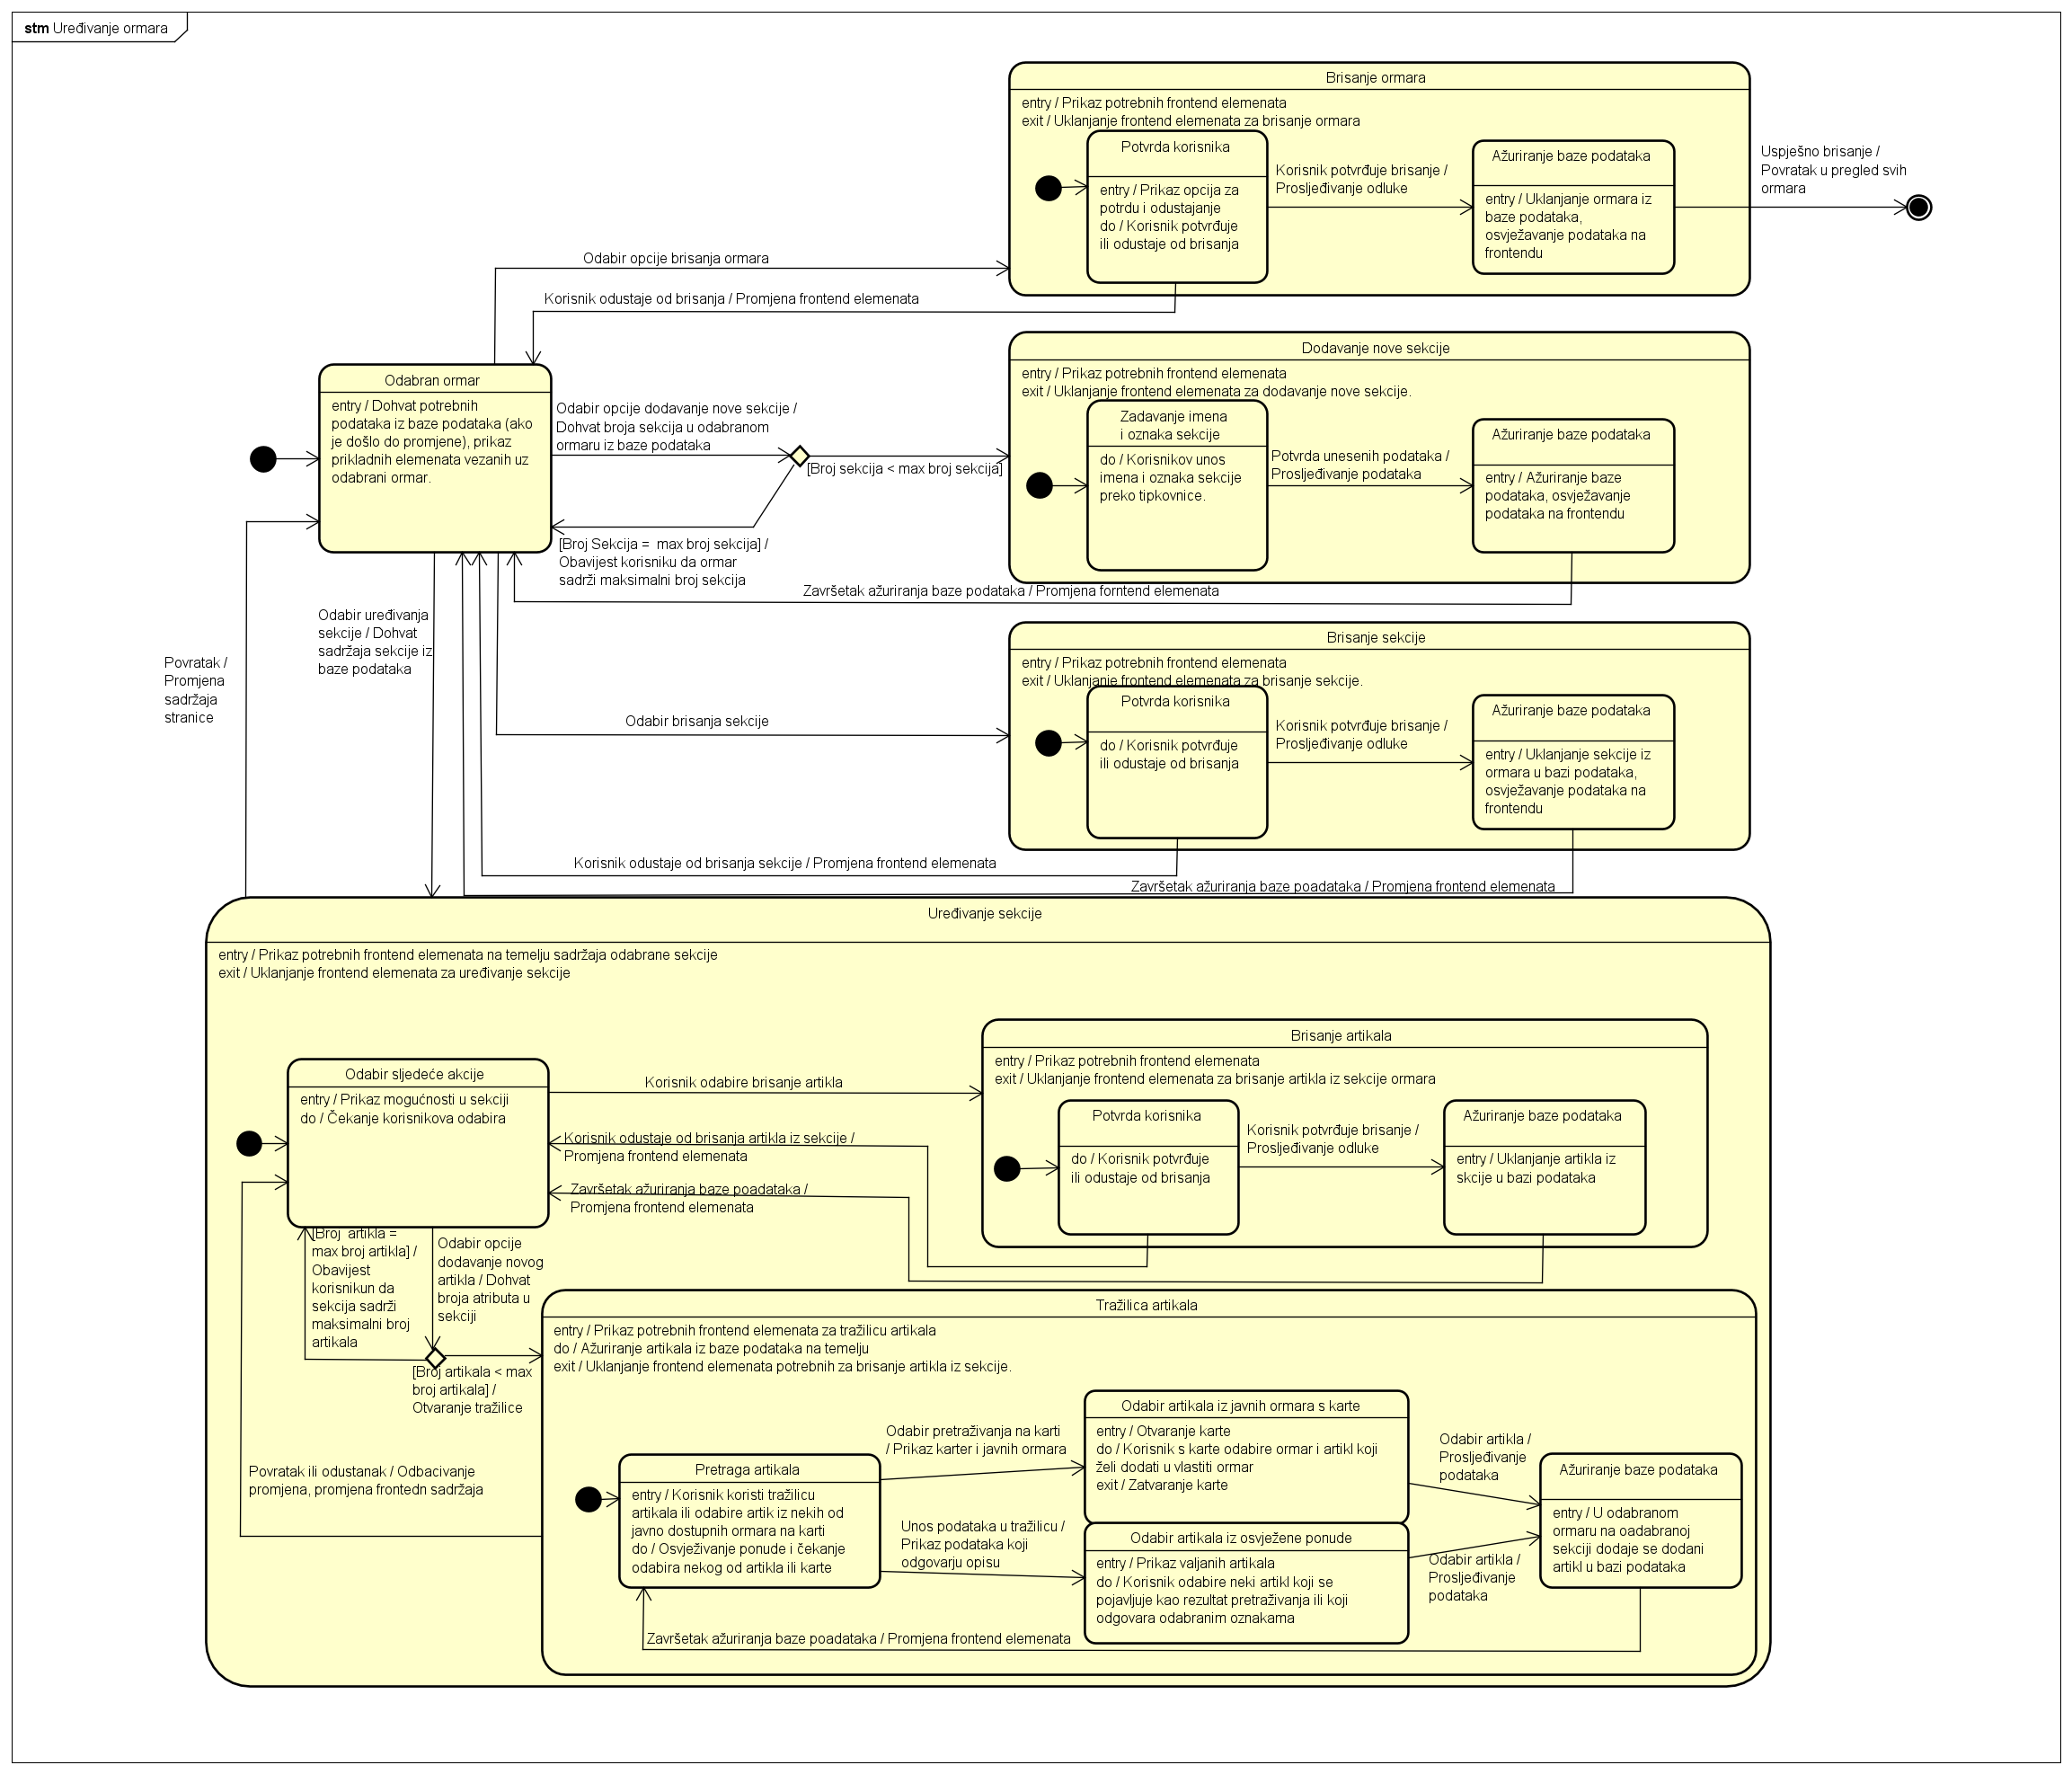 stm Uređivanje ormara
Brisanje ormara
entry / Prikaz potrebnih frontend elemenata
exit / Uklanjanje frontend elemenata za brisanje ormara
Potvrda korisnika
entry / Prikaz opcija za
potrdu i odustajanje
do / Korisnik potvrđuje
ili odustaje od brisanja
Korisnik potvrđuje brisanje /
Prosljeđivanje odluke
Ažuriranje baze podataka
entry / Uklanjanje ormara iz
baze podataka,
osvježavanje podataka na
frontendu
Uspješno brisanje /
Povratak u pregled svih
ormara
Odabir opcije brisanja ormara
Korisnik odustaje od brisanja / Promjena frontend elemenata
Odabran ormar
entry / Dohvat potrebnih
podataka iz baze podataka (ako
je došlo do promjene), prikaz
prikladnih elemenata vezanih uz
odabrani ormar.
Odabir opcije dodavanje nove sekcije /
Dohvat broja sekcija u odabranom
ormaru iz baze podataka
[Broj sekcija < max broj sekcija]
[Broj Sekcija =  max broj sekcija] /
Obavijest korisniku da ormar
sadrži maksimalni broj sekcija
Dodavanje nove sekcije
entry / Prikaz potrebnih frontend elemenata
exit / Uklanjanje frontend elemenata za dodavanje nove sekcije.
Zadavanje imena
i oznaka sekcije
do / Korisnikov unos
imena i oznaka sekcije
preko tipkovnice.
Potvrda unesenih podataka /
Prosljeđivanje podataka
Ažuriranje baze podataka
entry / Ažuriranje baze
podataka, osvježavanje
podataka na frontendu
Završetak ažuriranja baze podataka / Promjena forntend elemenata
Odabir uređivanja
sekcije / Dohvat
sadržaja sekcije iz
baze podataka
Povratak /
Promjena
sadržaja
stranice
Odabir brisanja sekcije
Brisanje sekcije
entry / Prikaz potrebnih frontend elemenata
exit / Uklanjanje frontend elemenata za brisanje sekcije.
Potvrda korisnika
do / Korisnik potvrđuje
ili odustaje od brisanja
Korisnik potvrđuje brisanje /
Prosljeđivanje odluke
Ažuriranje baze podataka
entry / Uklanjanje sekcije iz
ormara u bazi podataka,
osvježavanje podataka na
frontendu
Korisnik odustaje od brisanja sekcije / Promjena frontend elemenata
Završetak ažuriranja baze poadataka / Promjena frontend elemenata
Uređivanje sekcije
entry / Prikaz potrebnih frontend elemenata na temelju sadržaja odabrane sekcije
exit / Uklanjanje frontend elemenata za uređivanje sekcije
Odabir sljedeće akcije
entry / Prikaz mogućnosti u sekciji
do / Čekanje korisnikova odabira
Korisnik odabire brisanje artikla
Korisnik odustaje od brisanja artikla iz sekcije /
Promjena frontend elemenata
Završetak ažuriranja baze poadataka /
Promjena frontend elemenata
Brisanje artikala
entry / Prikaz potrebnih frontend elemenata
exit / Uklanjanje frontend elemenata za brisanje artikla iz sekcije ormara
Potvrda korisnika
do / Korisnik potvrđuje
ili odustaje od brisanja
Korisnik potvrđuje brisanje /
Prosljeđivanje odluke
Ažuriranje baze podataka
entry / Uklanjanje artikla iz
skcije u bazi podataka
[Broj  artikla =
max broj artikla] /
Obavijest
korisnikun da
sekcija sadrži
maksimalni broj
artikala
Odabir opcije
dodavanje novog
artikla / Dohvat
broja atributa u
sekciji
[Broj artikala < max
broj artikala] /
Otvaranje tražilice
Povratak ili odustanak / Odbacivanje
promjena, promjena frontedn sadržaja
Tražilica artikala
entry / Prikaz potrebnih frontend elemenata za tražilicu artikala
do / Ažuriranje artikala iz baze podataka na temelju
exit / Uklanjanje frontend elemenata potrebnih za brisanje artikla iz sekcije.
Pretraga artikala
entry / Korisnik koristi tražilicu
artikala ili odabire artik iz nekih od
javno dostupnih ormara na karti
do / Osvježivanje ponude i čekanje
odabira nekog od artikla ili karte
Odabir pretraživanja na karti
/ Prikaz karter i javnih ormara
Unos podataka u tražilicu /
Prikaz podataka koji
odgovarju opisu
Odabir artikala iz javnih ormara s karte
entry / Otvaranje karte
do / Korisnik s karte odabire ormar i artikl koji
želi dodati u vlastiti ormar
exit / Zatvaranje karte
Odabir artikala iz osvježene ponude
entry / Prikaz valjanih artikala
do / Korisnik odabire neki artikl koji se
pojavljuje kao rezultat pretraživanja ili koji
odgovara odabranim oznakama
Odabir artikla /
Prosljeđivanje
podataka
Odabir artikla /
Prosljeđivanje
podataka
Ažuriranje baze podataka
entry / U odabranom
ormaru na oadabranoj
sekciji dodaje se dodani
artikl u bazi podataka
Završetak ažuriranja baze poadataka / Promjena frontend elemenata